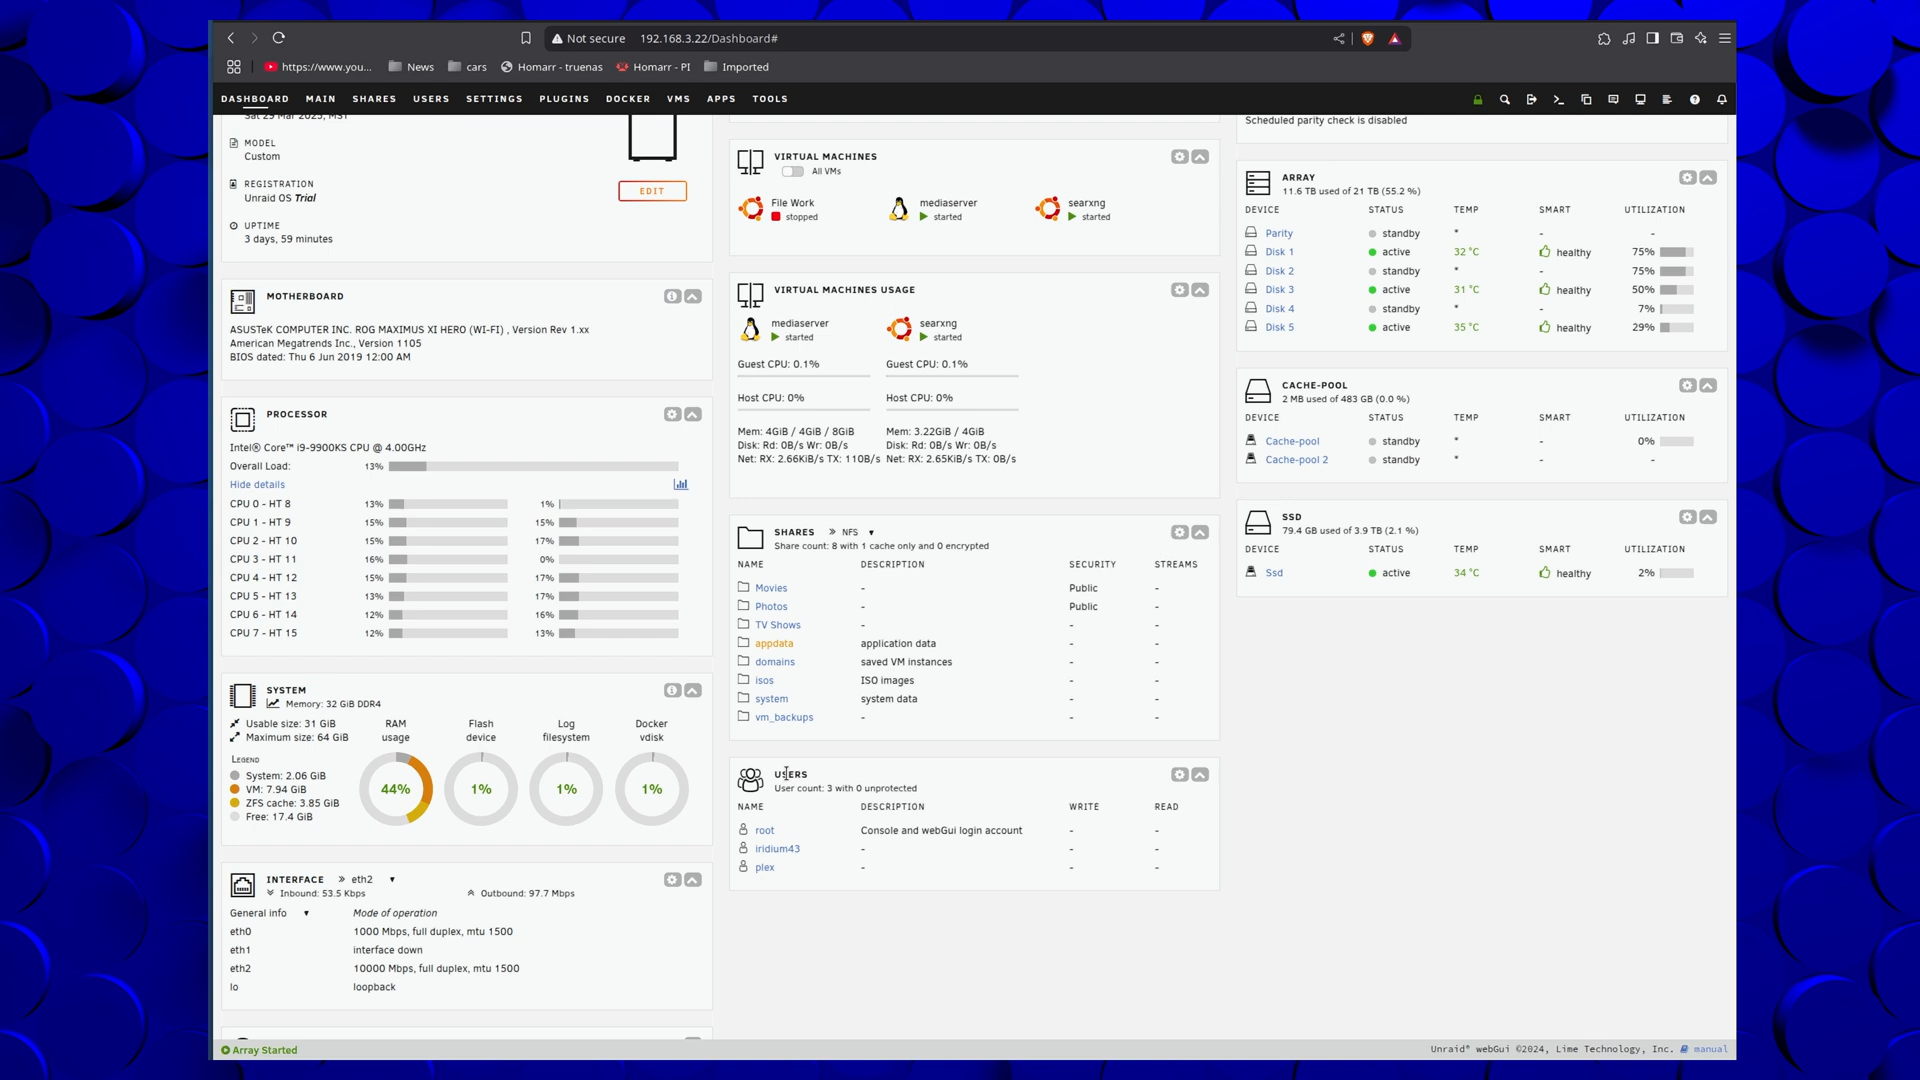 Not secure 192.168.3.22/Dashboard#
https://www.you... News cars Homarr - truenas Homarr - PI Imported
DASHBOARD MAIN SHARES USERS SETTINGS PLUGINS DOCKER VMS APPS TOOLS
Sat 29 Mar 2025, MST
MODEL
Custom
REGISTRATION
Unraid OS Trial
EDIT
UPTIME
3 days, 59 minutes
MOTHERBOARD
ASUSTeK COMPUTER INC. ROG MAXIMUS XI HERO (WI-FI) , Version Rev 1.xx
American Megatrends Inc., Version 1105
BIOS dated: Thu 6 Jun 2019 12:00 AM
PROCESSOR
Intel® Core™ i9-9900KS CPU @ 4.00GHz
Overall Load: 13%
Hide details
CPU 0 - HT 8 13% 1%
CPU 1 - HT 9 15% 15%
CPU 2 - HT 10 15% 17%
CPU 3 - HT 11 16% 0%
CPU 4 - HT 12 15% 17%
CPU 5 - HT 13 13% 17%
CPU 6 - HT 14 12% 16%
CPU 7 - HT 15 12% 13%
SYSTEM
Memory: 32 GiB DDR4
Usable size: 31 GiB
Maximum size: 64 GiB
LEGEND
System: 2.06 GiB
VM: 7.94 GiB
ZFS cache: 3.85 GiB
Free: 17.4 GiB
RAM usage
44%
Flash device
1%
Log filesystem
1%
Docker vdisk
1%
INTERFACE » eth2
Inbound: 53.5 Kbps Outbound: 97.7 Mbps
General info Mode of operation
eth0 1000 Mbps, full duplex, mtu 1500
eth1 interface down
eth2 10000 Mbps, full duplex, mtu 1500
lo loopback
VIRTUAL MACHINES
All VMs
File Work mediaserver searxng
stopped started started
VIRTUAL MACHINES USAGE
mediaserver searxng
started started
Guest CPU: 0.1% Guest CPU: 0.1%
Host CPU: 0% Host CPU: 0%
Mem: 4GiB / 4GiB / 8GiB Mem: 3.22GiB / 4GiB
Disk: Rd: 0B/s Wr: 0B/s Disk: Rd: 0B/s Wr: 0B/s
Net: RX: 2.66KiB/s TX: 110B/s Net: RX: 2.65KiB/s TX: 0B/s
SHARES » NFS
Share count: 8 with 1 cache only and 0 encrypted
NAME DESCRIPTION SECURITY STREAMS
Movies - Public -
Photos - Public -
TV Shows - - -
appdata application data - -
domains saved VM instances - -
isos ISO images - -
system system data - -
vm_backups - - -
USERS
User count: 3 with 0 unprotected
NAME DESCRIPTION WRITE READ
root Console and webGui login account - -
iridium43 - - -
plex - - -
Scheduled parity check is disabled
ARRAY
11.6 TB used of 21 TB (55.2 %)
DEVICE STATUS TEMP SMART UTILIZATION
Parity standby * - -
Disk 1 active 32 °C healthy 75%
Disk 2 standby * - 75%
Disk 3 active 31 °C healthy 50%
Disk 4 standby * - 7%
Disk 5 active 35 °C healthy 29%
CACHE-POOL
2 MB used of 483 GB (0.0 %)
DEVICE STATUS TEMP SMART UTILIZATION
Cache-pool standby * - 0%
Cache-pool 2 standby * - -
SSD
79.4 GB used of 3.9 TB (2.1 %)
DEVICE STATUS TEMP SMART UTILIZATION
Ssd active 34 °C healthy 2%
Array Started
Unraid® webGui ©2024, Lime Technology, Inc. manual